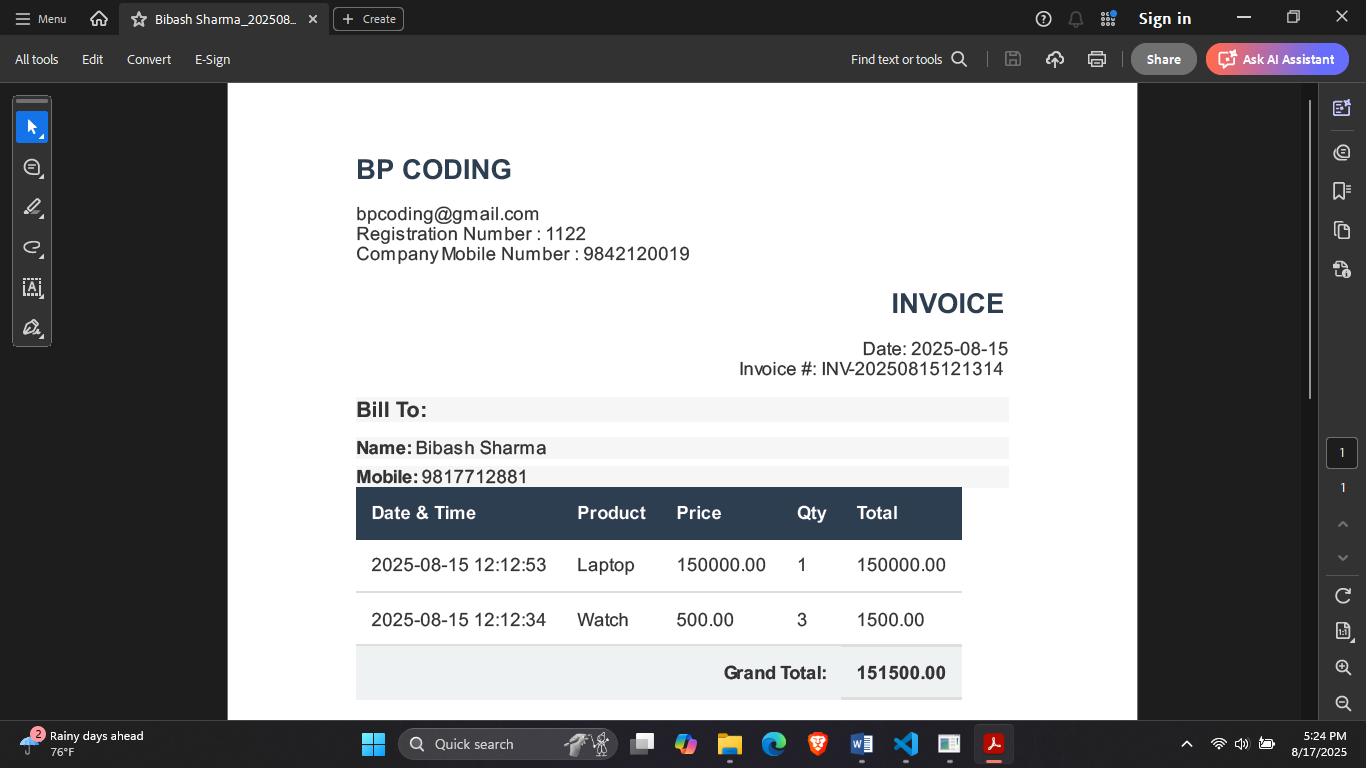 Menu
Bibash Sharma_202508...
Create
Sign in
All tools
Edit
Convert
E-Sign
Find text or tools
Share
Ask AI Assistant
BP CODING
bpcoding@gmail.com
Registration Number : 1122
Company Mobile Number : 9842120019
INVOICE
Date: 2025-08-15
Invoice #: INV-20250815121314
Bill To:
Name: Bibash Sharma
Mobile: 9817712881
Date & Time Product Price Qty Total
2025-08-15 12:12:53 Laptop 150000.00 1 150000.00
2025-08-15 12:12:34 Watch 500.00 3 1500.00
Grand Total: 151500.00
1
1
1:1
2
Rainy days ahead
76°F
Quick search
5:24 PM
8/17/2025